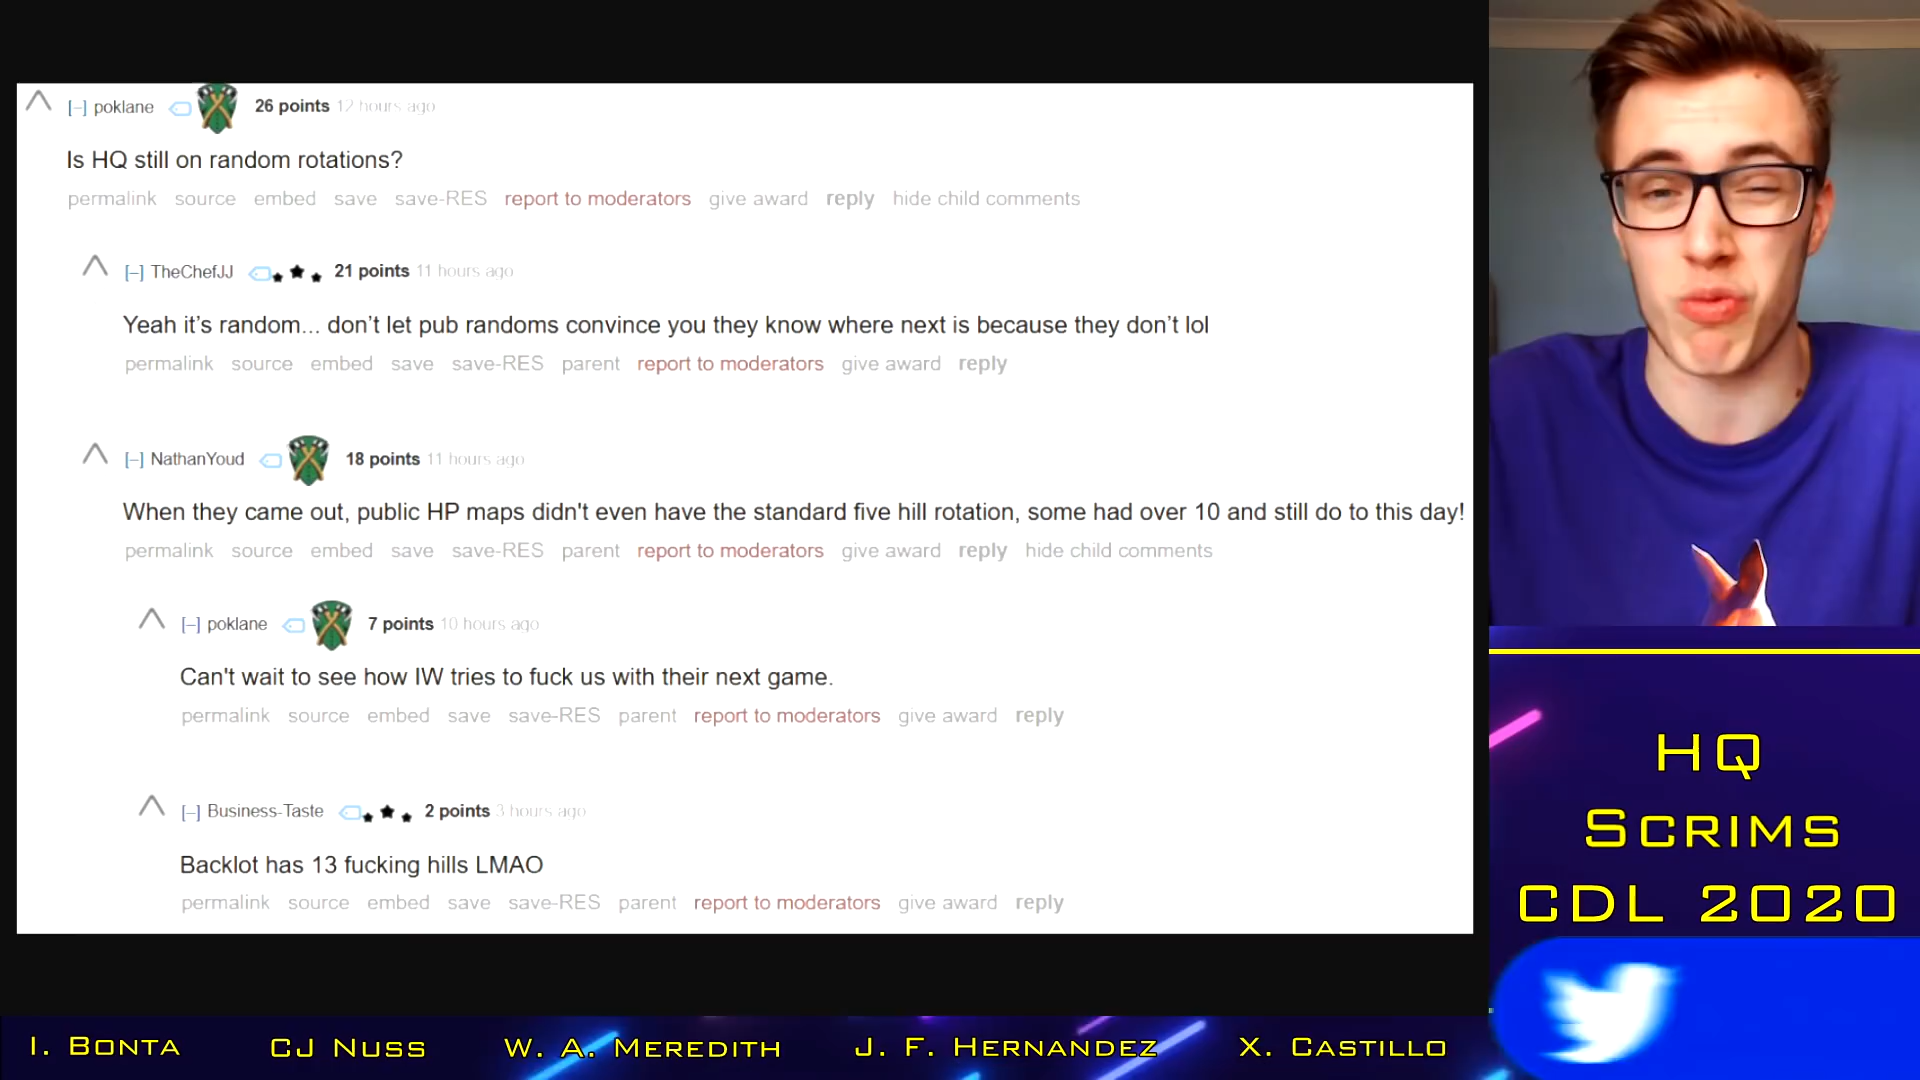 [–] poklane 26 points 12 hours ago
Is HQ still on random rotations?
permalink source embed save save-RES report to moderators give award reply hide child comments
[–] TheChefJJ 21 points 11 hours ago
Yeah it’s random... don’t let pub randoms convince you they know where next is because they don’t lol
permalink source embed save save-RES parent report to moderators give award reply
[–] NathanYoud 18 points 11 hours ago
When they came out, public HP maps didn't even have the standard five hill rotation, some had over 10 and still do to this day!
permalink source embed save save-RES parent report to moderators give award reply hide child comments
[–] poklane 7 points 10 hours ago
Can't wait to see how IW tries to fuck us with their next game.
permalink source embed save save-RES parent report to moderators give award reply
[–] Business-Taste 2 points 3 hours ago
Backlot has 13 fucking hills LMAO
permalink source embed save save-RES parent report to moderators give award reply
HQ
Scrims
CDL 2020
I. Bonta CJ Nuss W. A. Meredith J. F. Hernandez X. Castillo